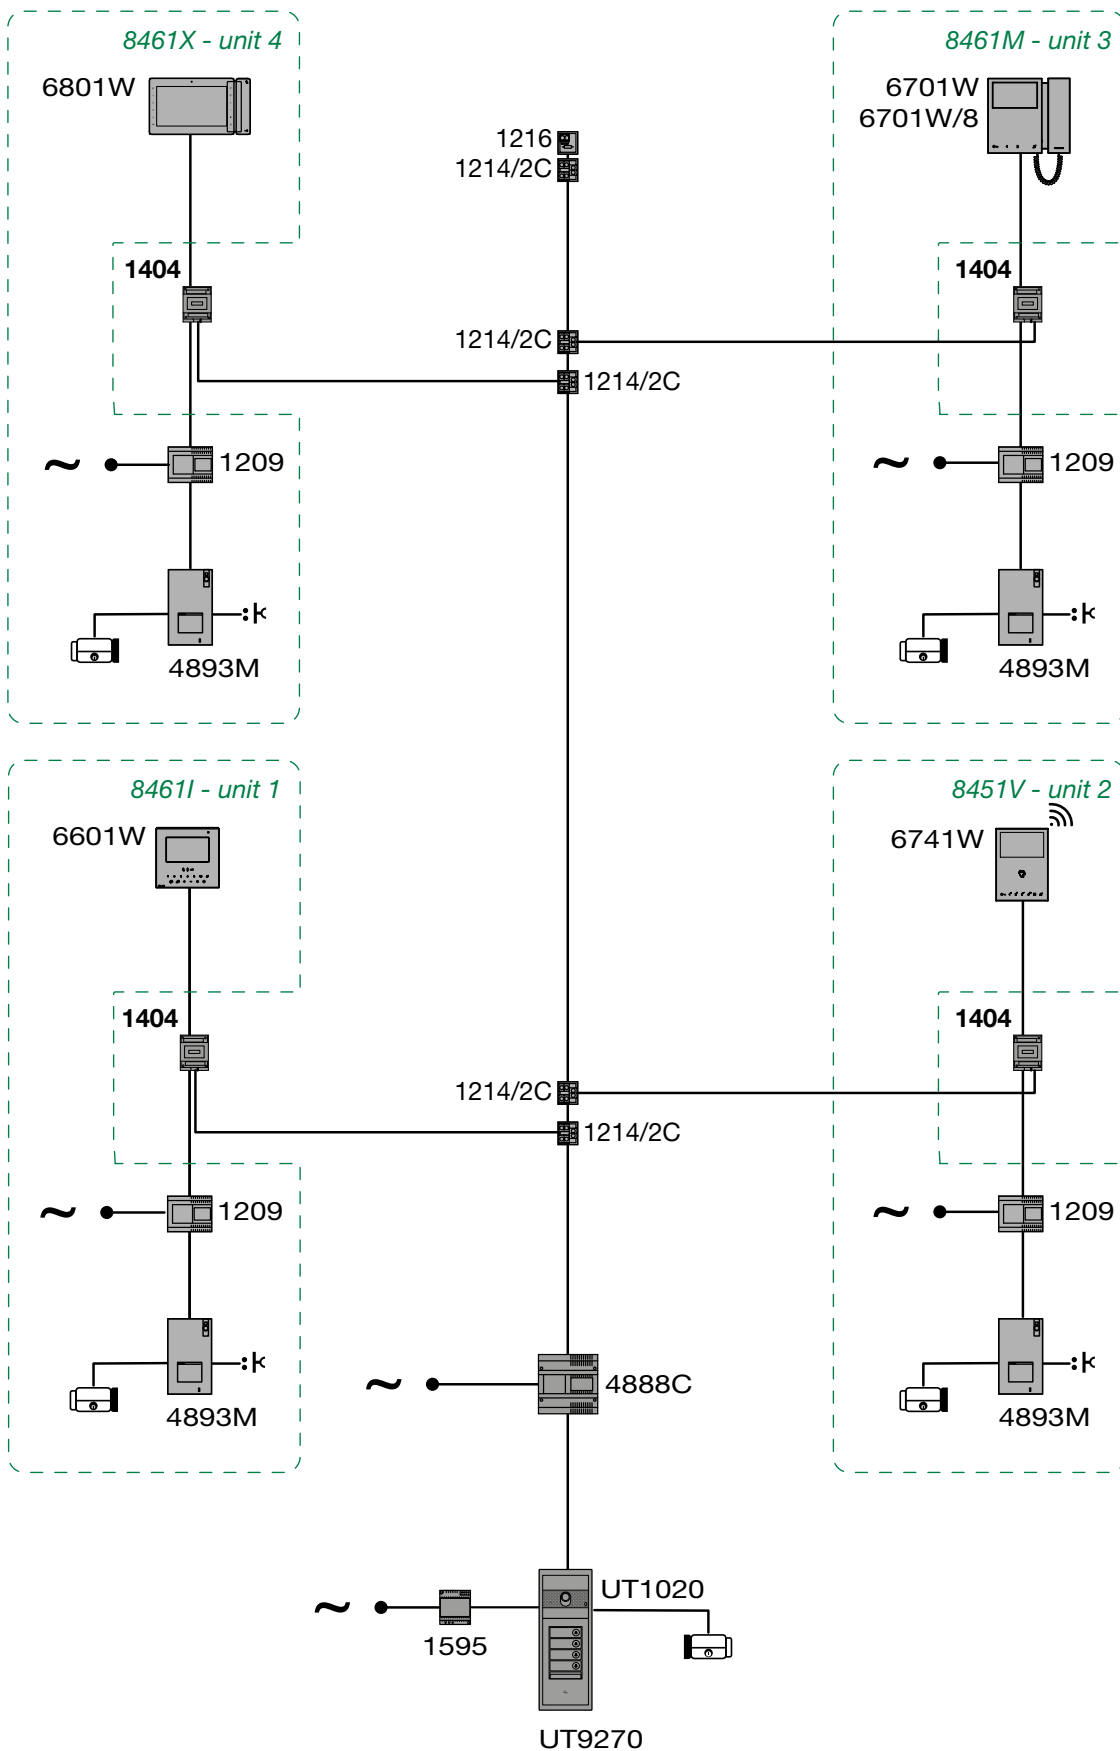 8461X - unit 4
6801W
1404
1209
4893M
1216
1214/2C
1214/2C
1214/2C
8461M - unit 3
6701W
6701W/8
1404
1209
4893M
8461I - unit 1
6601W
1404
1209
4893M
1214/2C
1214/2C
8451V - unit 2
6741W
1404
1209
4893M
4888C
UT1020
1595
UT9270